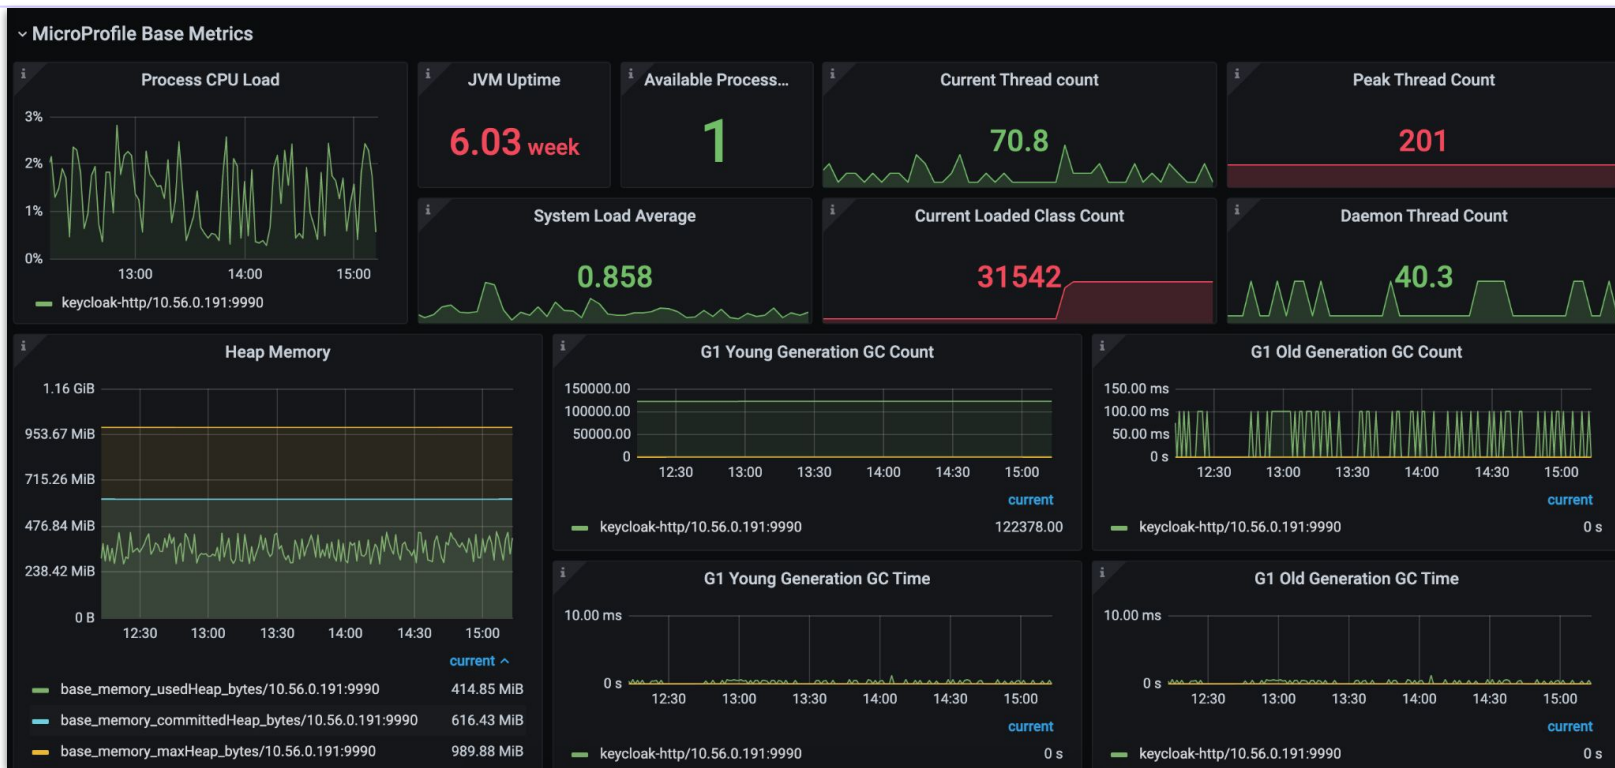 MicroProfile Base Metrics
Process CPU Load
3%
2%
1%
0%
13:00 14:00 15:00
keycloak-http/10.56.0.191:9990
JVM Uptime
6.03 week
Available Process...
1
Current Thread count
70.8
Peak Thread Count
201
System Load Average
0.858
Current Loaded Class Count
31542
Daemon Thread Count
40.3
Heap Memory
1.16 GiB
953.67 MiB
715.26 MiB
476.84 MiB
238.42 MiB
0 B
12:30 13:00 13:30 14:00 14:30 15:00
current
base_memory_usedHeap_bytes/10.56.0.191:9990 414.85 MiB
base_memory_committedHeap_bytes/10.56.0.191:9990 616.43 MiB
base_memory_maxHeap_bytes/10.56.0.191:9990 989.88 MiB
G1 Young Generation GC Count
150000.00
100000.00
50000.00
0
12:30 13:00 13:30 14:00 14:30 15:00
current
keycloak-http/10.56.0.191:9990 122378.00
G1 Old Generation GC Count
150.00 ms
100.00 ms
50.00 ms
0 s
12:30 13:00 13:30 14:00 14:30 15:00
current
keycloak-http/10.56.0.191:9990 0 s
G1 Young Generation GC Time
10.00 ms
0 s
12:30 13:00 13:30 14:00 14:30 15:00
current
keycloak-http/10.56.0.191:9990 0 s
G1 Old Generation GC Time
10.00 ms
0 s
12:30 13:00 13:30 14:00 14:30 15:00
current
keycloak-http/10.56.0.191:9990 0 s